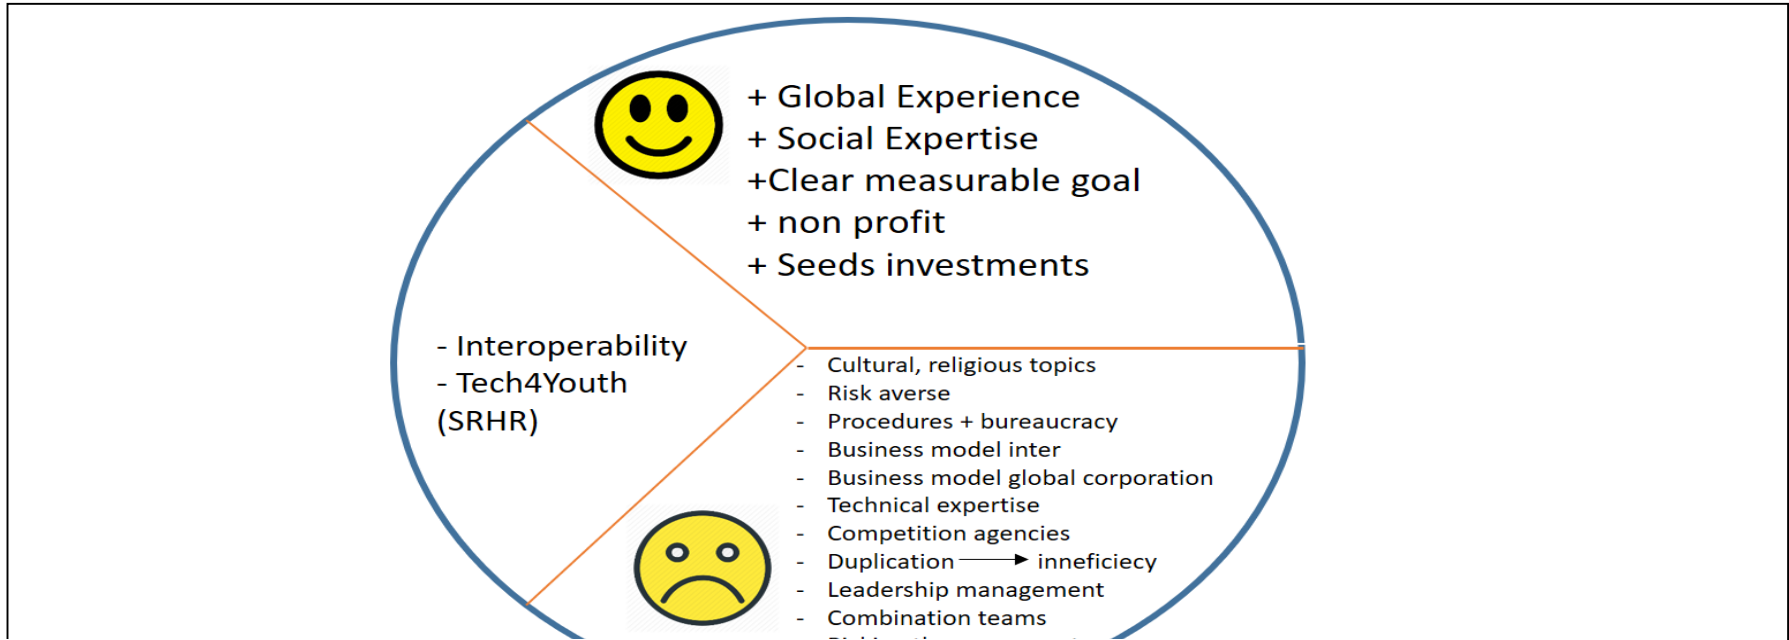 + Global Experience
+ Social Expertise
+Clear measurable goal
+ non profit
+ Seeds investments
- Interoperability
- Tech4Youth
(SRHR)
- Cultural, religious topics
- Risk averse
- Procedures + bureaucracy
- Business model inter
- Business model global corporation
- Technical expertise
- Competition agencies
- Duplication → inneficiecy
- Leadership management
- Combination teams